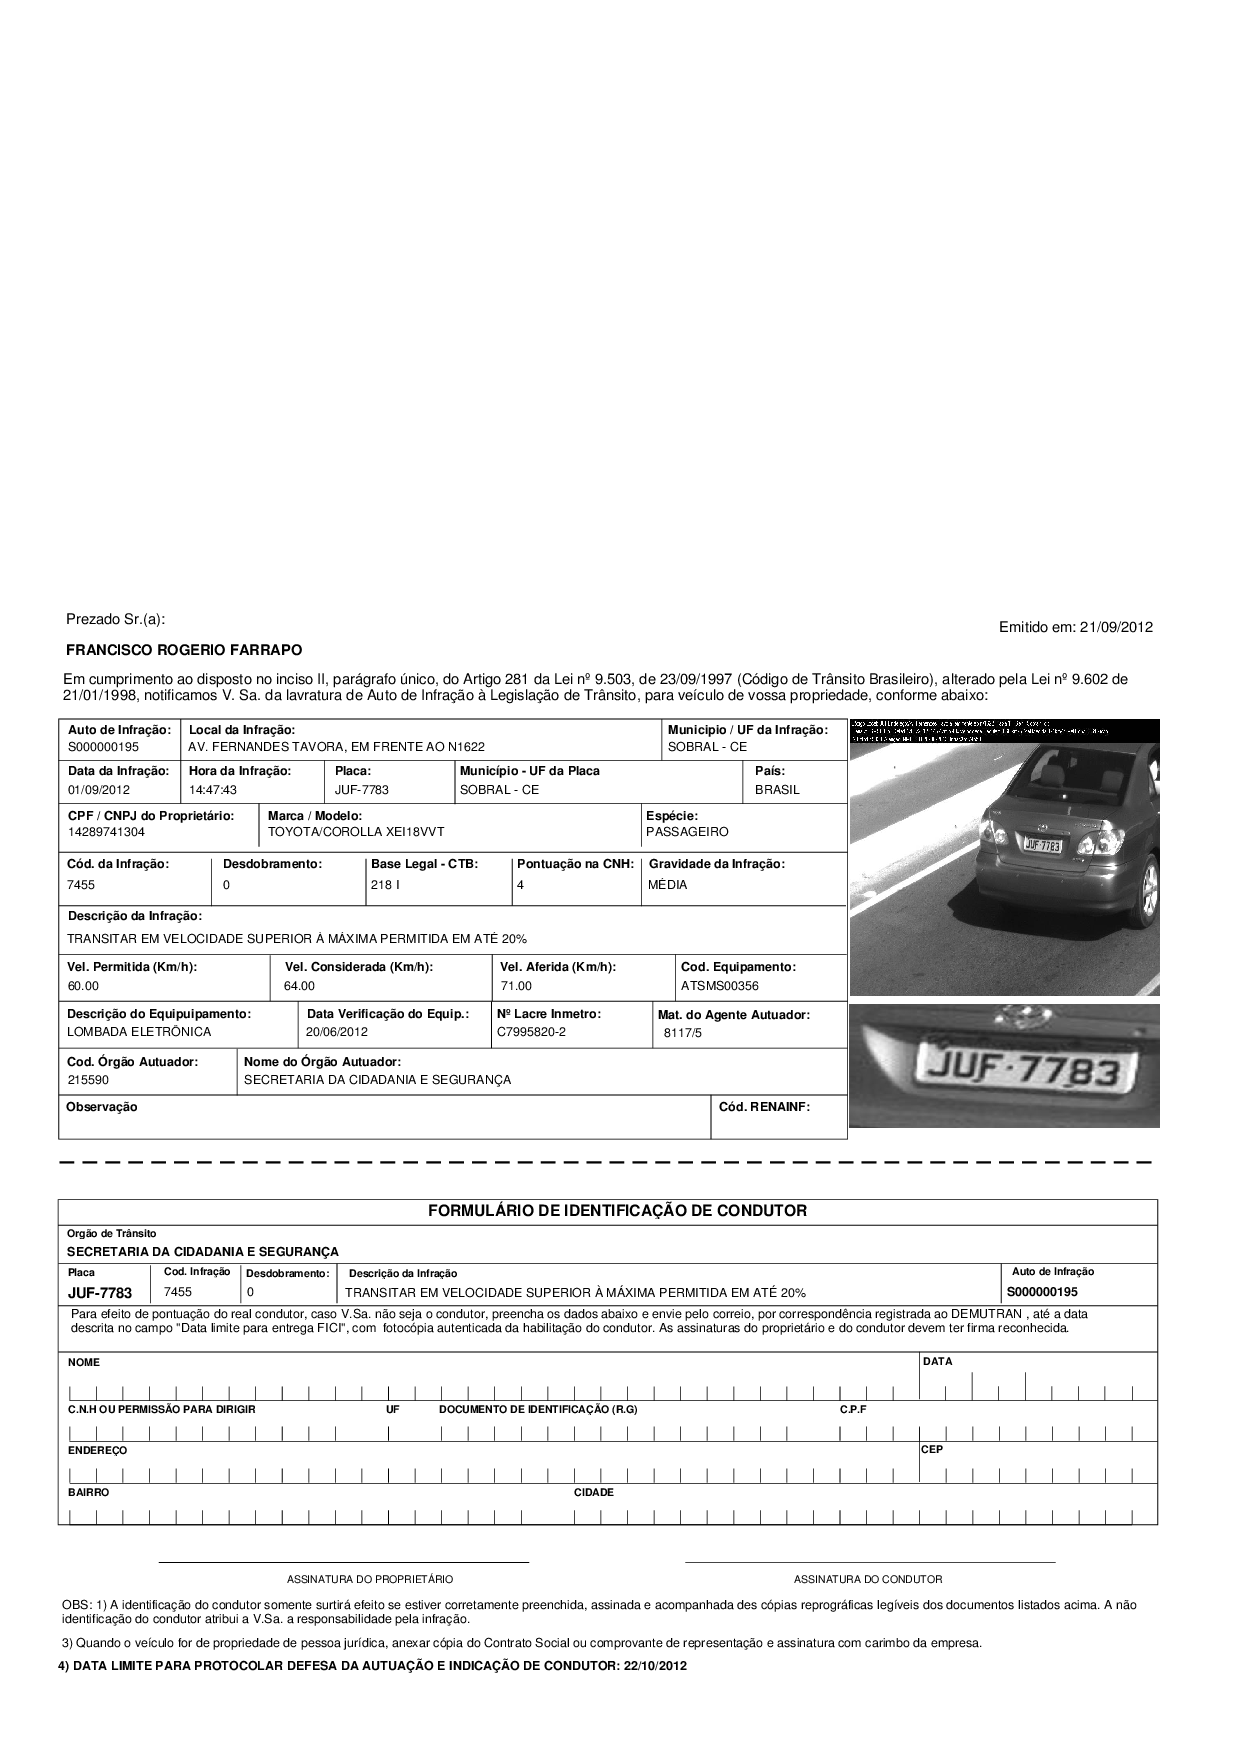 Prezado Sr.(a):
Emitido em: 21/09/2012
FRANCISCO ROGERIO FARRAPO
Em cumprimento ao disposto no inciso II, parágrafo único, do Artigo 281 da Lei nº 9.503, de 23/09/1997 (Código de Trânsito Brasileiro), alterado pela Lei nº 9.602 de
21/01/1998, notificamos V. Sa. da lavratura de Auto de Infração à Legislação de Trânsito, para veículo de vossa propriedade, conforme abaixo:
Auto de Infração: Local da Infração: Municipio / UF da Infração:
S000000195 AV. FERNANDES TAVORA, EM FRENTE AO N1622 SOBRAL - CE
Data da Infração: Hora da Infração: Placa: Município - UF da Placa País:
01/09/2012 14:47:43 JUF-7783 SOBRAL - CE BRASIL
CPF / CNPJ do Proprietário: Marca / Modelo: Espécie:
14289741304 TOYOTA/COROLLA XEI18VVT PASSAGEIRO
Cód. da Infração: Desdobramento: Base Legal - CTB: Pontuação na CNH: Gravidade da Infração:
7455 0 218 I 4 MÉDIA
Descrição da Infração:
TRANSITAR EM VELOCIDADE SUPERIOR À MÁXIMA PERMITIDA EM ATÉ 20%
Vel. Permitida (Km/h): Vel. Considerada (Km/h): Vel. Aferida (Km/h): Cod. Equipamento:
60.00 64.00 71.00 ATSMS00356
Descrição do Equipuipamento: Data Verificação do Equip.: Nº Lacre Inmetro: Mat. do Agente Autuador:
LOMBADA ELETRÔNICA 20/06/2012 C7995820-2 8117/5
Cod. Órgão Autuador: Nome do Órgão Autuador:
215590 SECRETARIA DA CIDADANIA E SEGURANÇA
Observação Cód. RENAINF:
JUF-7783
JUF·7783
FORMULÁRIO DE IDENTIFICAÇÃO DE CONDUTOR
Orgão de Trânsito
SECRETARIA DA CIDADANIA E SEGURANÇA
Placa Cod. Infração Desdobramento: Descrição da Infração Auto de Infração
JUF-7783 7455 0 TRANSITAR EM VELOCIDADE SUPERIOR À MÁXIMA PERMITIDA EM ATÉ 20% S000000195
Para efeito de pontuação do real condutor, caso V.Sa. não seja o condutor, preencha os dados abaixo e envie pelo correio, por correspondência registrada ao DEMUTRAN , até a data
descrita no campo "Data limite para entrega FICI", com fotocópia autenticada da habilitação do condutor. As assinaturas do proprietário e do condutor devem ter firma reconhecida.
NOME DATA
C.N.H OU PERMISSÃO PARA DIRIGIR UF DOCUMENTO DE IDENTIFICAÇÃO (R.G) C.P.F
ENDEREÇO CEP
BAIRRO CIDADE
ASSINATURA DO PROPRIETÁRIO ASSINATURA DO CONDUTOR
OBS: 1) A identificação do condutor somente surtirá efeito se estiver corretamente preenchida, assinada e acompanhada des cópias reprográficas legíveis dos documentos listados acima. A não
identificação do condutor atribui a V.Sa. a responsabilidade pela infração.
3) Quando o veículo for de propriedade de pessoa jurídica, anexar cópia do Contrato Social ou comprovante de representação e assinatura com carimbo da empresa.
4) DATA LIMITE PARA PROTOCOLAR DEFESA DA AUTUAÇÃO E INDICAÇÃO DE CONDUTOR: 22/10/2012